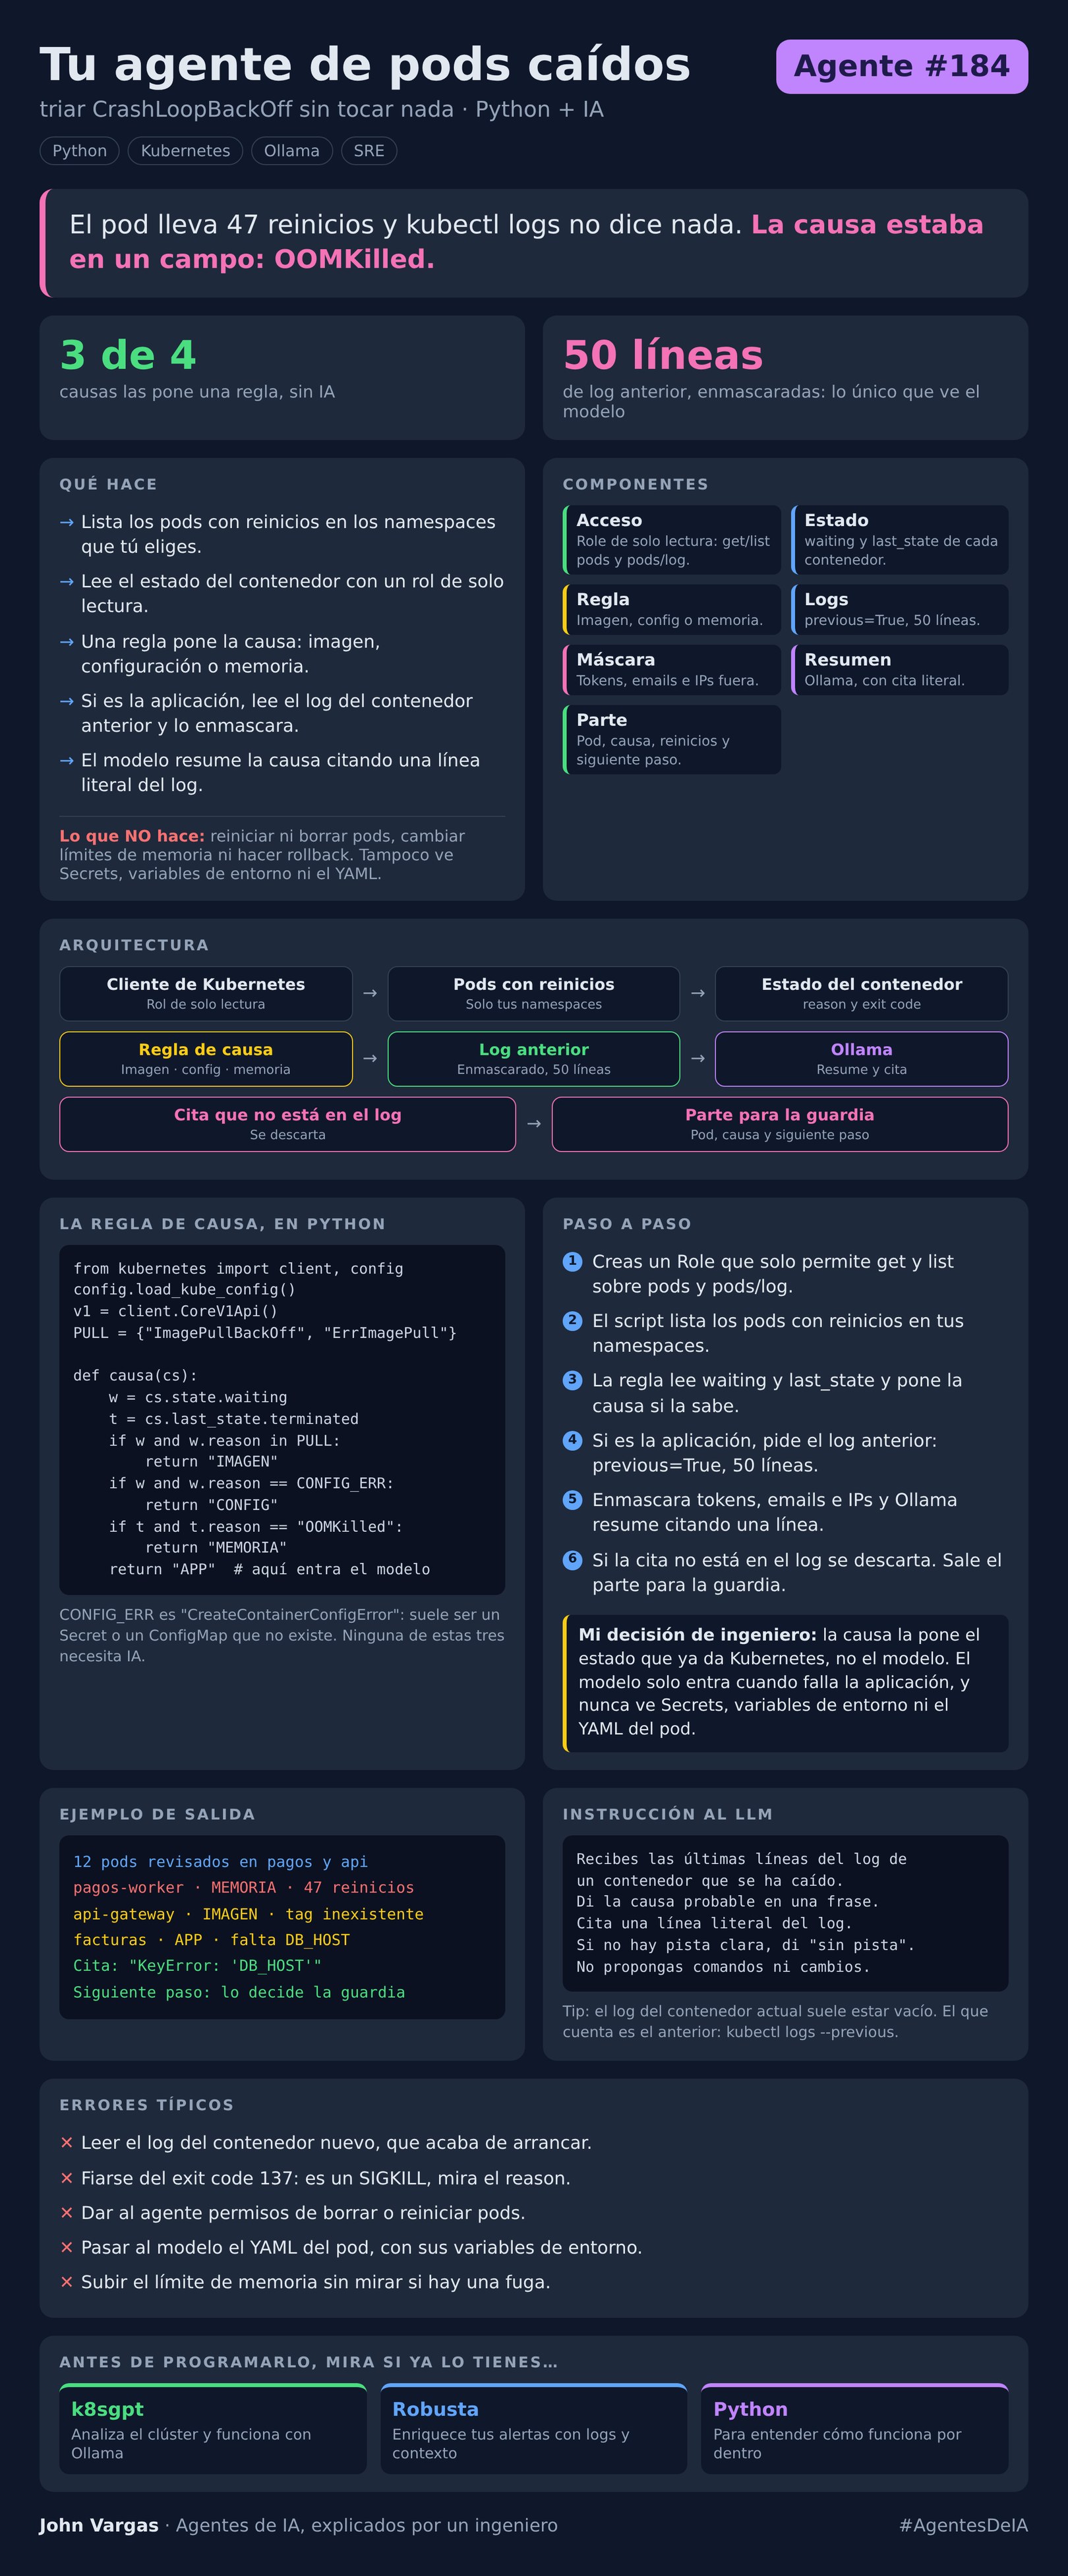 Tu agente de pods caídos
Agente #184
triar CrashLoopBackOff sin tocar nada · Python + IA
Python
Kubernetes
Ollama
SRE
El pod lleva 47 reinicios y kubectl logs no dice nada. La causa estaba
en un campo: OOMKilled.
3 de 4
causas las pone una regla, sin IA
50 líneas
de log anterior, enmascaradas: lo único que ve el
modelo
QUÉ HACE
→ Lista los pods con reinicios en los namespaces
que tú eliges.
→ Lee el estado del contenedor con un rol de solo
lectura.
→ Una regla pone la causa: imagen,
configuración o memoria.
→ Si es la aplicación, lee el log del contenedor
anterior y lo enmascara.
→ El modelo resume la causa citando una línea
literal del log.
Lo que NO hace: reiniciar ni borrar pods, cambiar
límites de memoria ni hacer rollback. Tampoco ve
Secrets, variables de entorno ni el YAML.
COMPONENTES
Acceso
Role de solo lectura: get/list
pods y pods/log.
Estado
waiting y last_state de cada
contenedor.
Regla
Imagen, config o memoria.
Logs
previous=True, 50 líneas.
Máscara
Tokens, emails e IPs fuera.
Resumen
Ollama, con cita literal.
Parte
Pod, causa, reinicios y
siguiente paso.
ARQUITECTURA
Cliente de Kubernetes
Rol de solo lectura
→
Pods con reinicios
Solo tus namespaces
→
Estado del contenedor
reason y exit code
Regla de causa
Imagen · config · memoria
→
Log anterior
Enmascarado, 50 líneas
→
Ollama
Resume y cita
Cita que no está en el log
Se descarta
→
Parte para la guardia
Pod, causa y siguiente paso
LA REGLA DE CAUSA, EN PYTHON
from kubernetes import client, config
config.load_kube_config()
v1 = client.CoreV1Api()
PULL = {"ImagePullBackOff", "ErrImagePull"}
def causa(cs):
    w = cs.state.waiting
    t = cs.last_state.terminated
    if w and w.reason in PULL:
        return "IMAGEN"
    if w and w.reason == CONFIG_ERR:
        return "CONFIG"
    if t and t.reason == "OOMKilled":
        return "MEMORIA"
    return "APP"  # aquí entra el modelo
CONFIG_ERR es "CreateContainerConfigError": suele ser un
Secret o un ConfigMap que no existe. Ninguna de estas tres
necesita IA.
PASO A PASO
1 Creas un Role que solo permite get y list
sobre pods y pods/log.
2 El script lista los pods con reinicios en tus
namespaces.
3 La regla lee waiting y last_state y pone la
causa si la sabe.
4 Si es la aplicación, pide el log anterior:
previous=True, 50 líneas.
5 Enmascara tokens, emails e IPs y Ollama
resume citando una línea.
6 Si la cita no está en el log se descarta. Sale el
parte para la guardia.
Mi decisión de ingeniero: la causa la pone el
estado que ya da Kubernetes, no el modelo. El
modelo solo entra cuando falla la aplicación, y
nunca ve Secrets, variables de entorno ni el
YAML del pod.
EJEMPLO DE SALIDA
12 pods revisados en pagos y api
pagos-worker · MEMORIA · 47 reinicios
api-gateway · IMAGEN · tag inexistente
facturas · APP · falta DB_HOST
Cita: "KeyError: 'DB_HOST'"
Siguiente paso: lo decide la guardia
INSTRUCCIÓN AL LLM
Recibes las últimas líneas del log de
un contenedor que se ha caído.
Di la causa probable en una frase.
Cita una línea literal del log.
Si no hay pista clara, di "sin pista".
No propongas comandos ni cambios.
Tip: el log del contenedor actual suele estar vacío. El que
cuenta es el anterior: kubectl logs --previous.
ERRORES TÍPICOS
✕ Leer el log del contenedor nuevo, que acaba de arrancar.
✕ Fiarse del exit code 137: es un SIGKILL, mira el reason.
✕ Dar al agente permisos de borrar o reiniciar pods.
✕ Pasar al modelo el YAML del pod, con sus variables de entorno.
✕ Subir el límite de memoria sin mirar si hay una fuga.
ANTES DE PROGRAMARLO, MIRA SI YA LO TIENES…
k8sgpt
Analiza el clúster y funciona con
Ollama
Robusta
Enriquece tus alertas con logs y
contexto
Python
Para entender cómo funciona por
dentro
John Vargas · Agentes de IA, explicados por un ingeniero
#AgentesDeIA